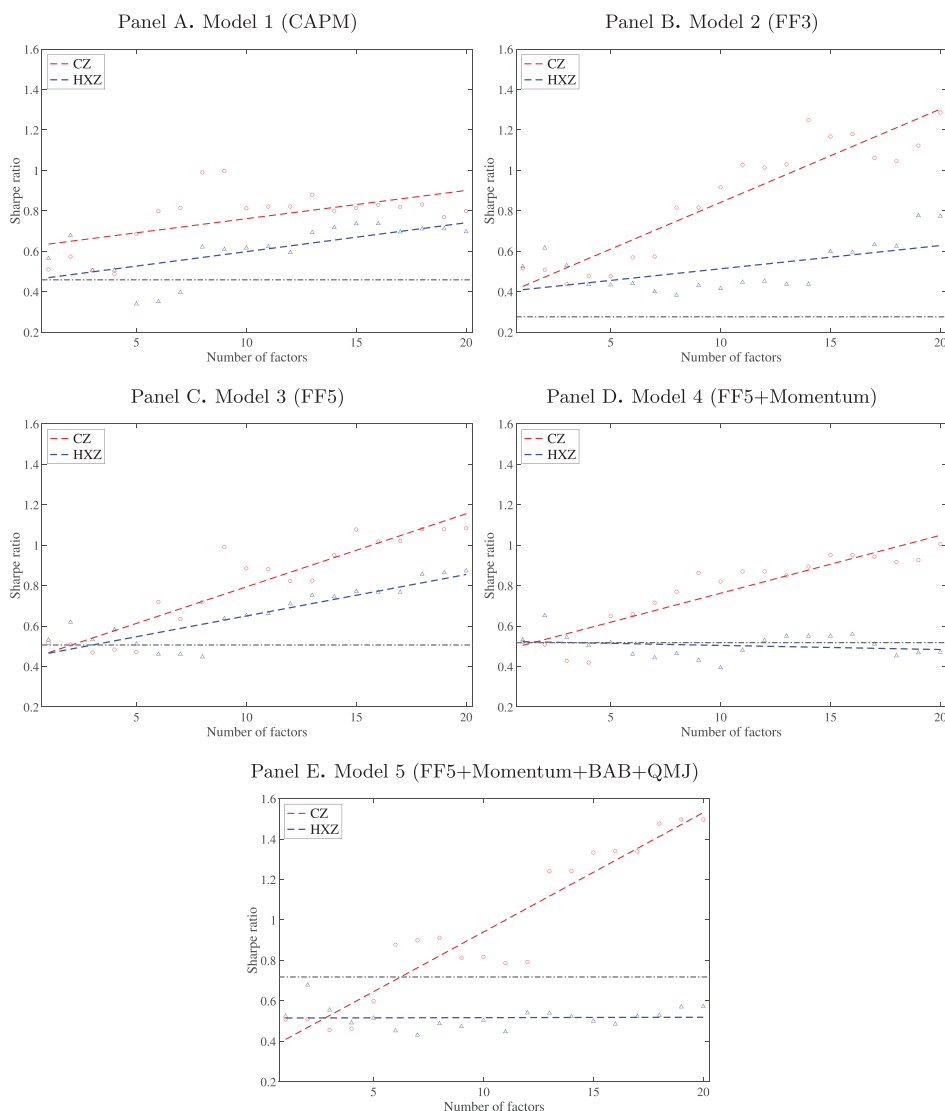 Panel A. Model 1 (CAPM)
1.6
1.4
1.2
1
0.8
0.6
0.4
0.2
Sharpe ratio
CZ
HXZ
5
10
15
20
Number of factors
Panel B. Model 2 (FF3)
1.6
1.4
1.2
1
0.8
0.6
0.4
0.2
Sharpe ratio
CZ
HXZ
5
10
15
20
Number of factors
Panel C. Model 3 (FF5)
1.6
1.4
1.2
1
0.8
0.6
0.4
0.2
Sharpe ratio
CZ
HXZ
5
10
15
20
Number of factors
Panel D. Model 4 (FF5+Momentum)
1.6
1.4
1.2
1
0.8
0.6
0.4
0.2
Sharpe ratio
CZ
HXZ
5
10
15
20
Number of factors
Panel E. Model 5 (FF5+Momentum+BAB+QMJ)
1.6
1.4
1.2
1
0.8
0.6
0.4
0.2
Sharpe ratio
CZ
HXZ
5
10
15
20
Number of factors